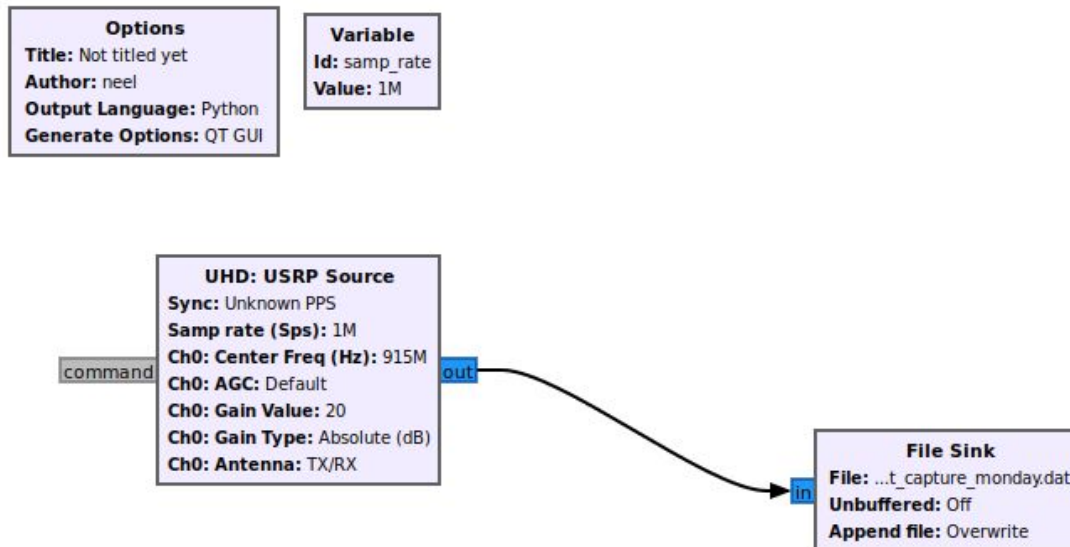 Options
Title: Not titled yet
Author: neel
Output Language: Python
Generate Options: QT GUI
Variable
Id: samp_rate
Value: 1M
UHD: USRP Source
Sync: Unknown PPS
Samp rate (Sps): 1M
Ch0: Center Freq (Hz): 915M
Ch0: AGC: Default
Ch0: Gain Value: 20
Ch0: Gain Type: Absolute (dB)
Ch0: Antenna: TX/RX
command
out
in
File Sink
File: ...t_capture_monday.dat
Unbuffered: Off
Append file: Overwrite